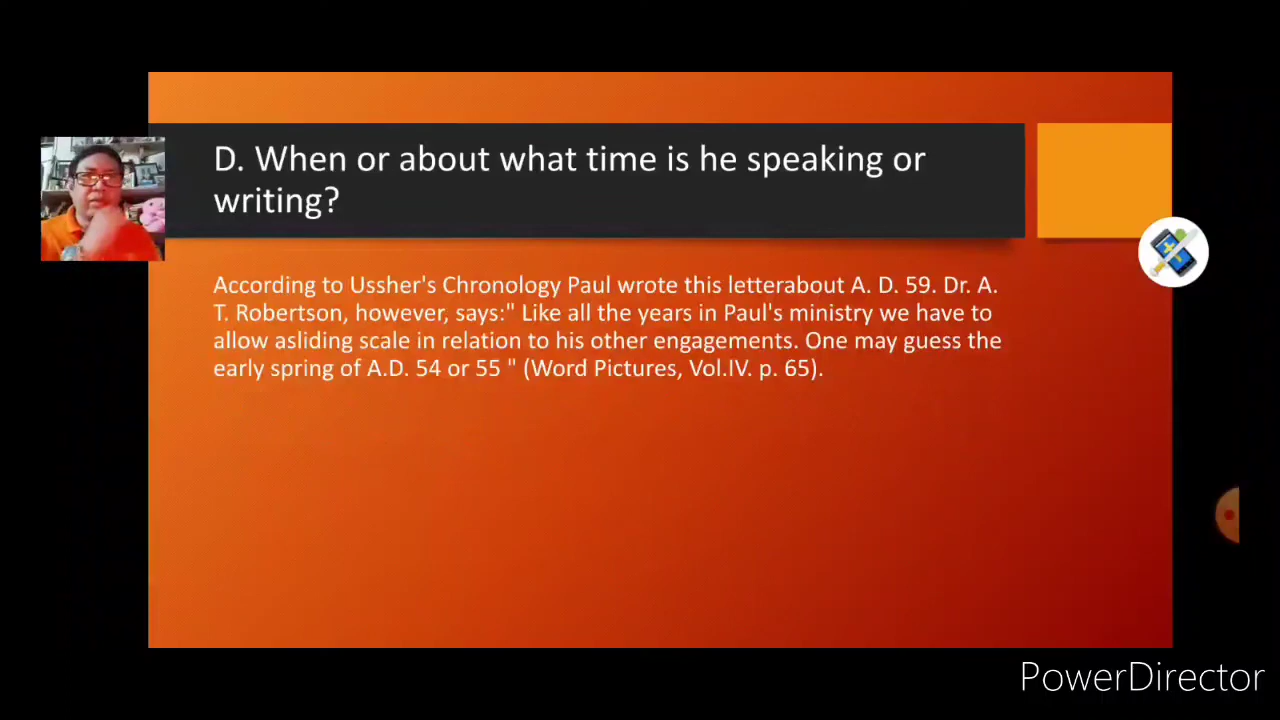 D. When or about what time is he speaking or
writing?
According to Ussher's Chronology Paul wrote this letterabout A. D. 59. Dr. A.
T. Robertson, however, says:" Like all the years in Paul's ministry we have to
allow asliding scale in relation to his other engagements. One may guess the
early spring of A.D. 54 or 55 " (Word Pictures, Vol.IV. p. 65).
PowerDirector